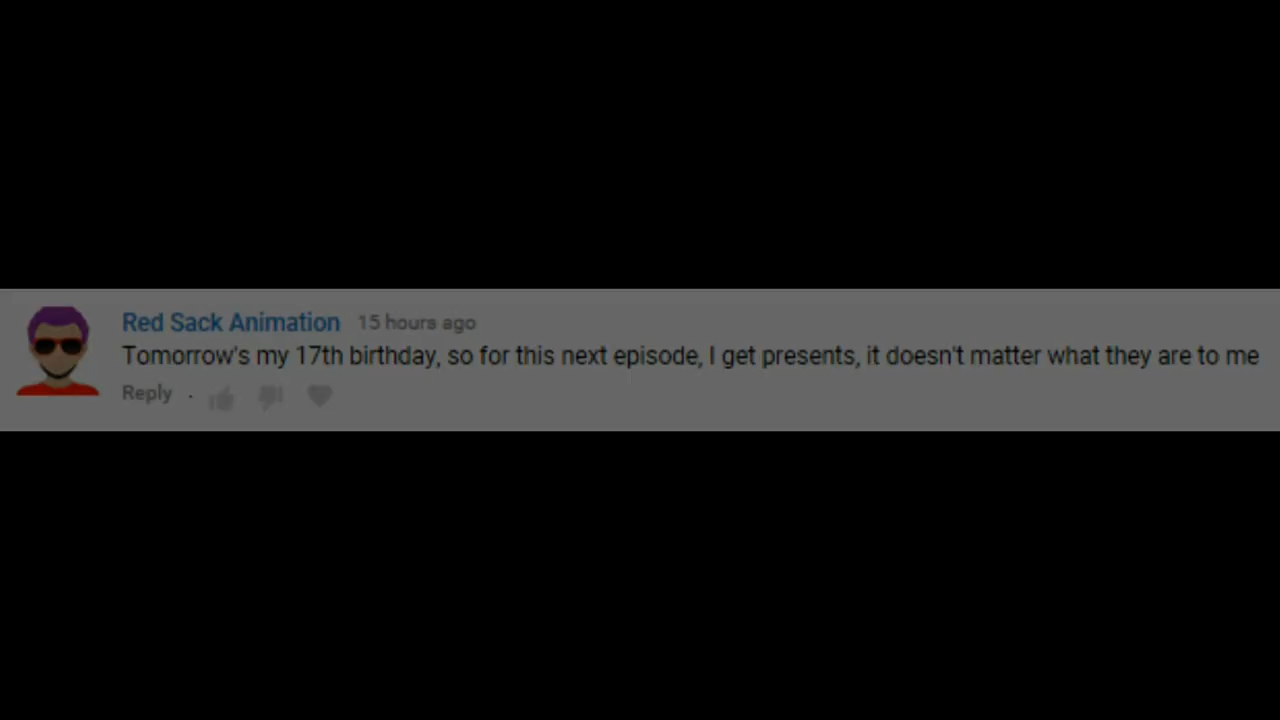 Red Sack Animation 15 hours ago
Tomorrow's my 17th birthday, so for this next episode, I get presents, it doesn't matter what they are to me
Reply .